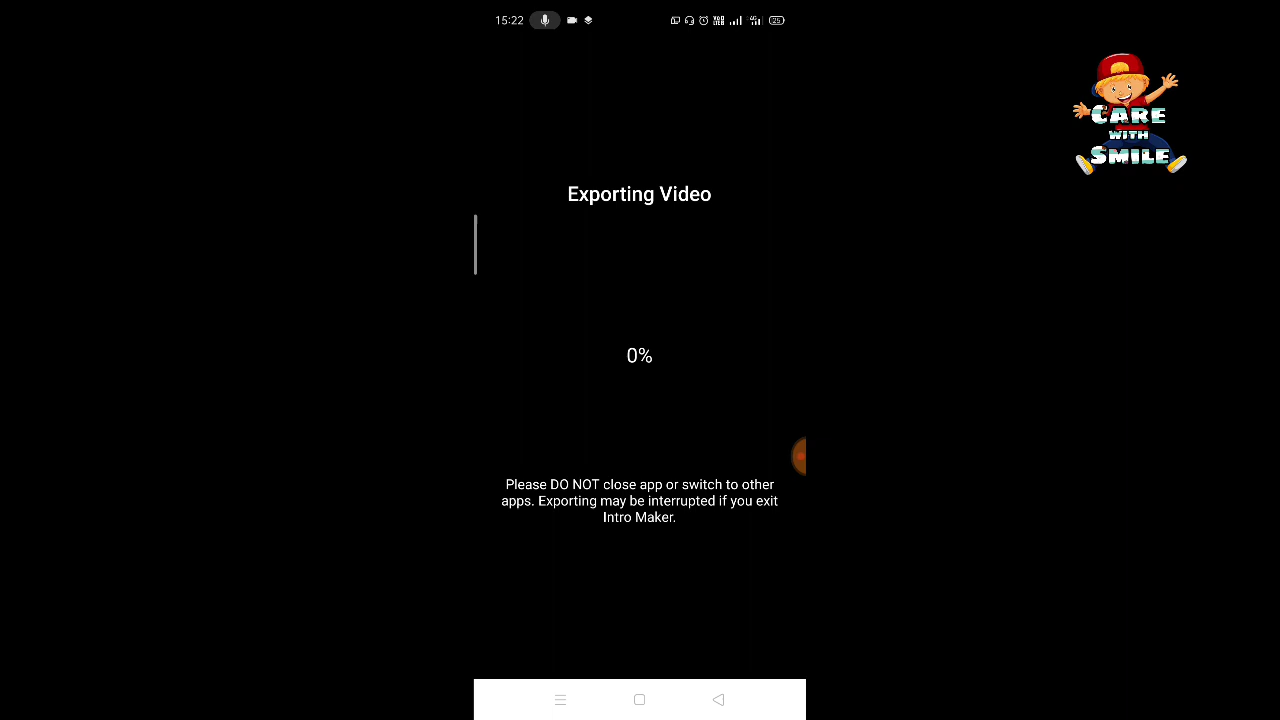 15:22
25
Exporting Video
0%
Please DO NOT close app or switch to other
apps. Exporting may be interrupted if you exit
Intro Maker.
CARE
WITH
SMILE